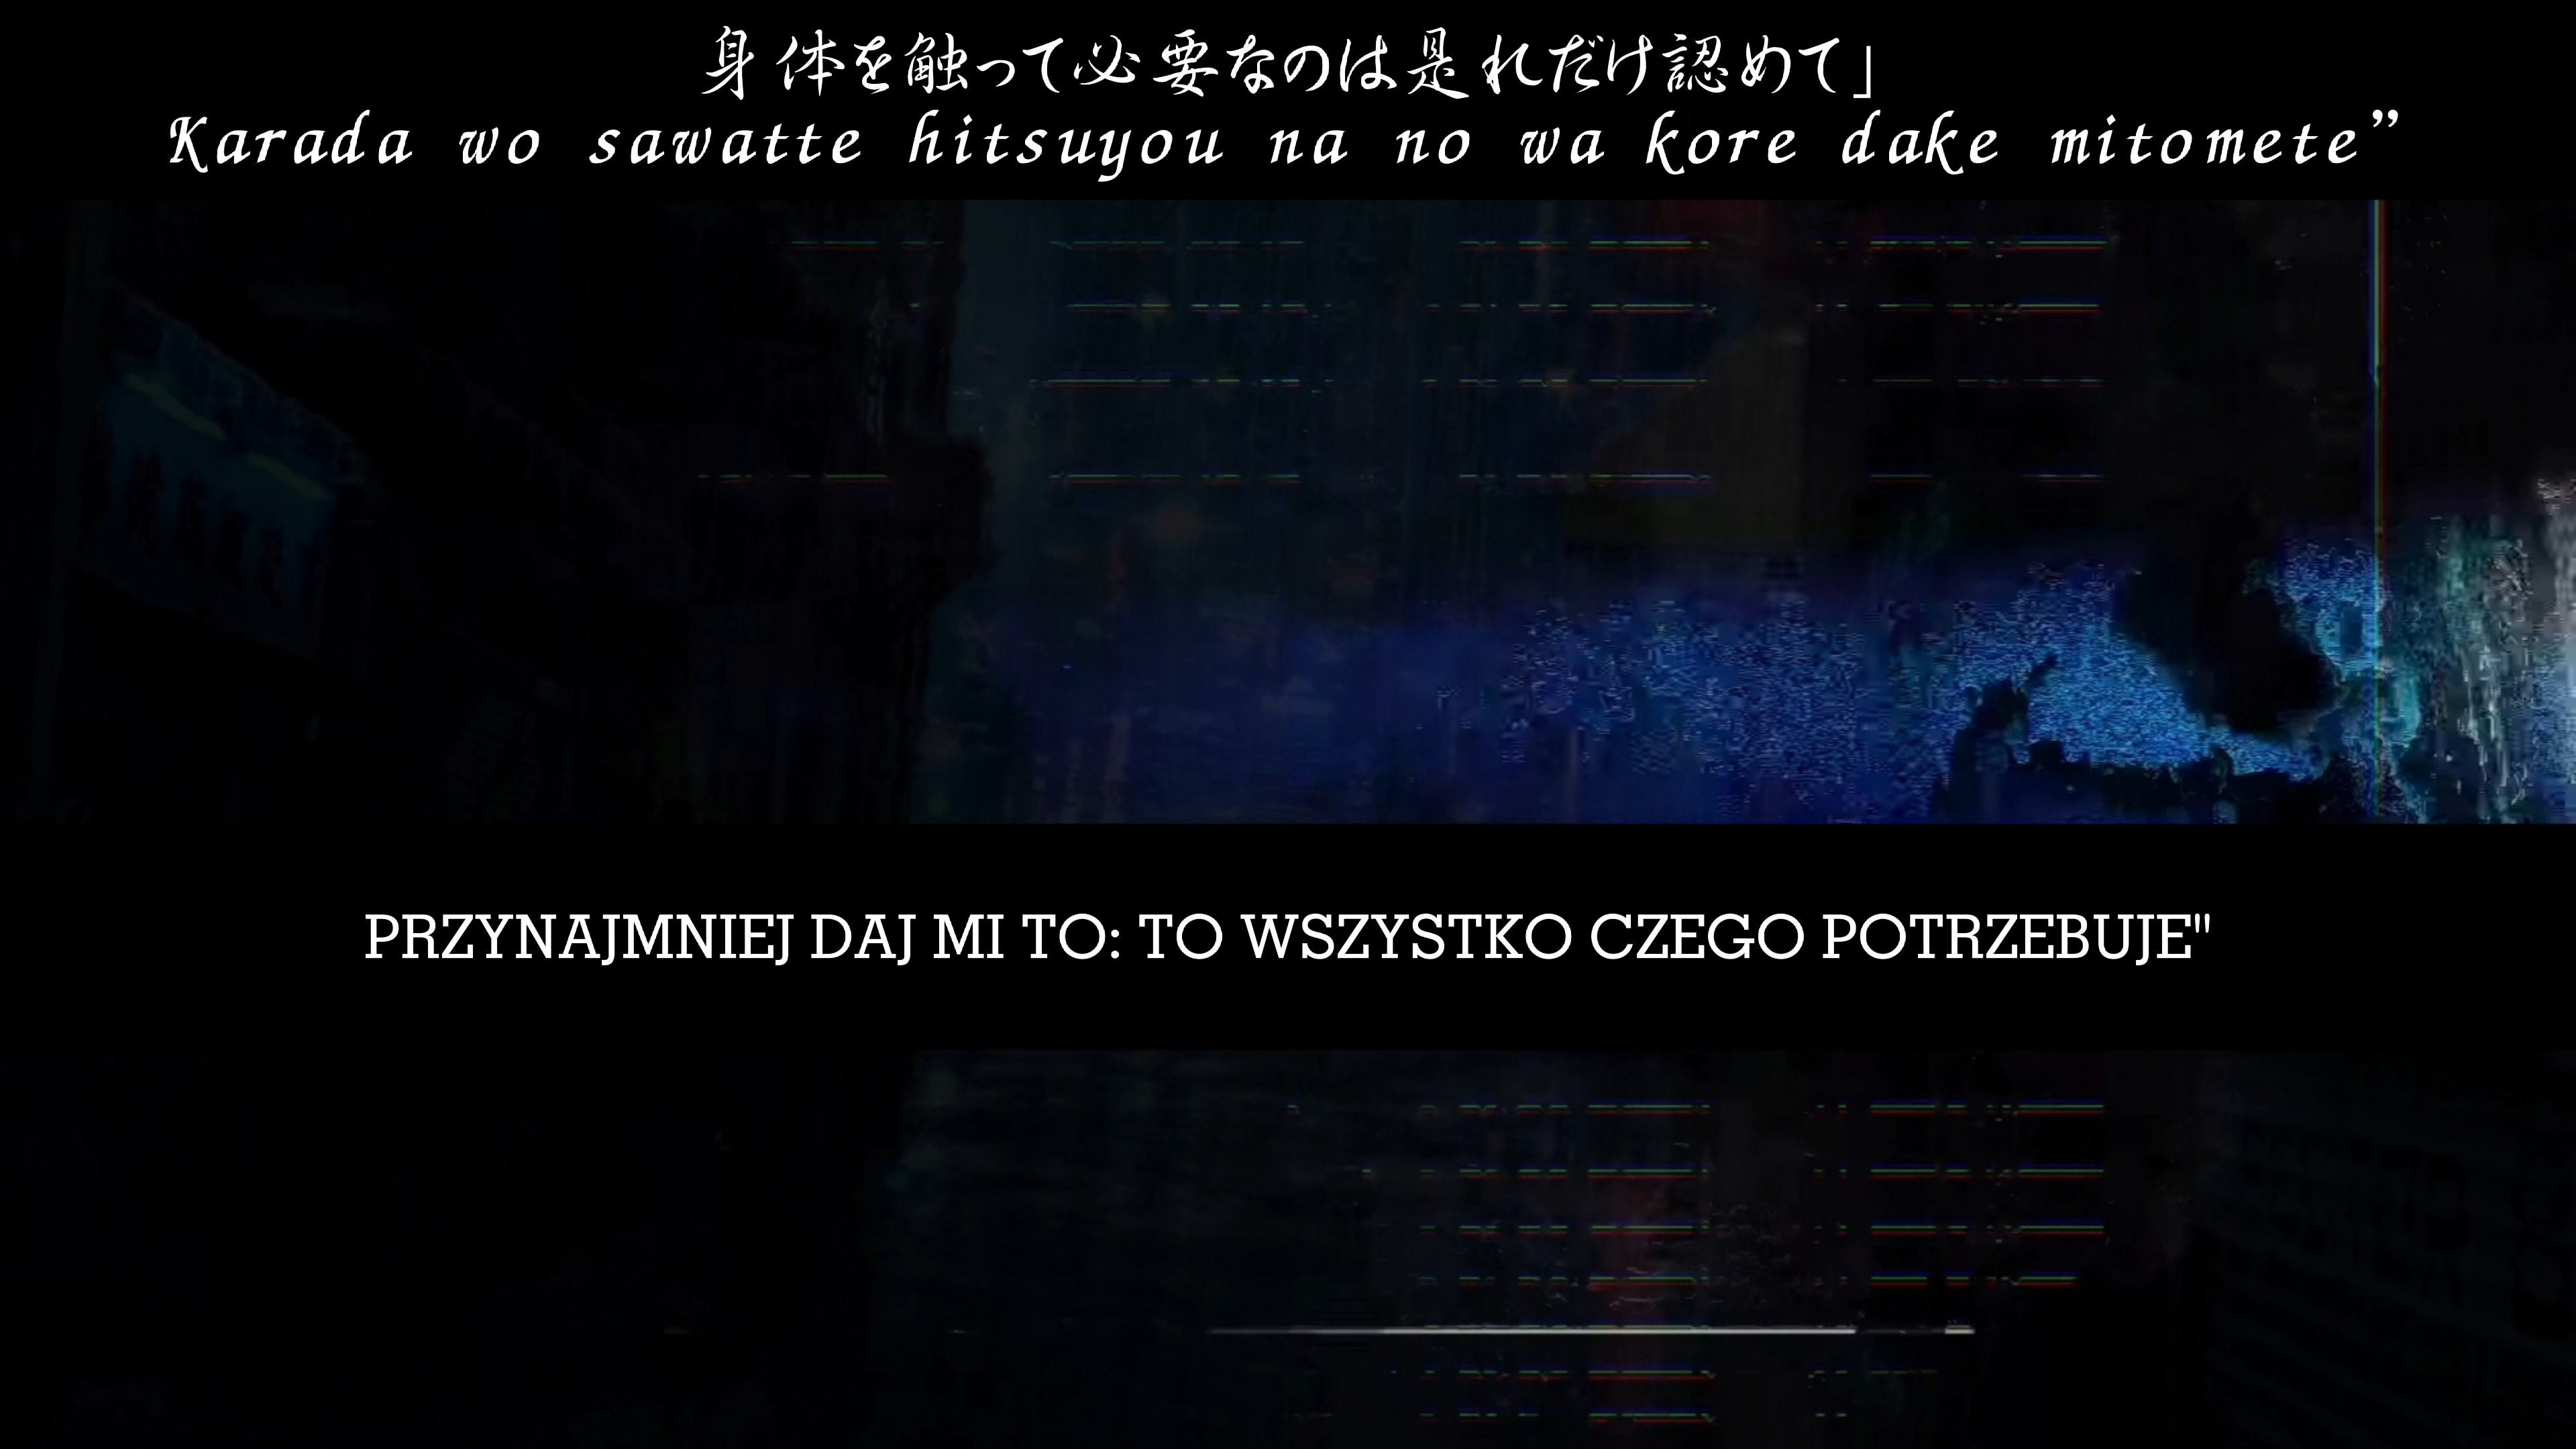 身体を触って必要なのは是れだけ認めて」
Karada wo sawatte hitsuyou na no wa kore dake mitomete”
PRZYNAJMNIEJ DAJ MI TO: TO WSZYSTKO CZEGO POTRZEBUJE"